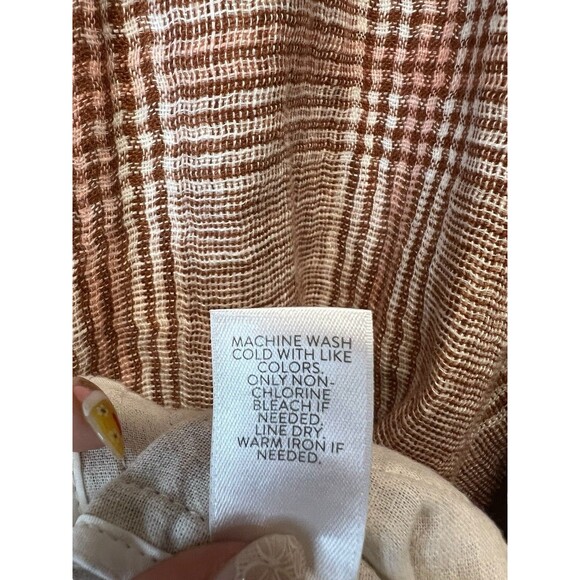 MACHINE WASH
COLD WITH LIKE
COLORS.
ONLY NON-
CHLORINE
BLEACH IF
NEEDED.
LINE DRY.
WARM IRON IF
NEEDED.